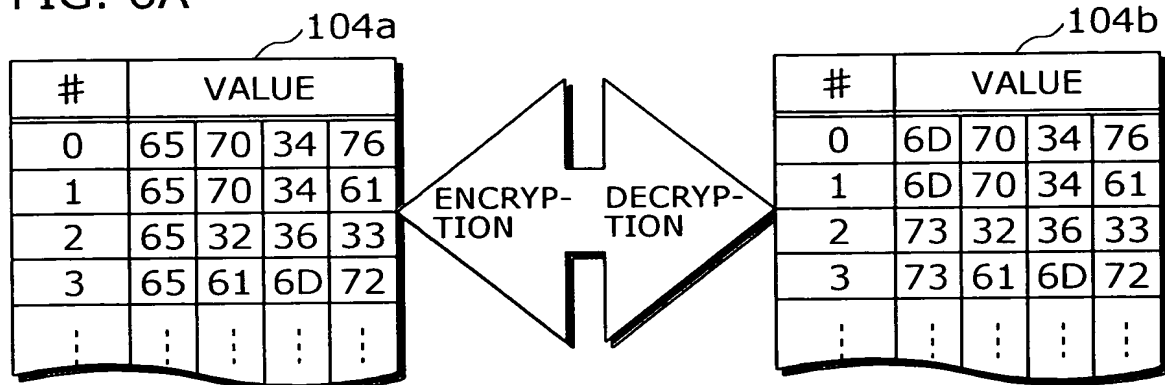 FIG. 6A
104a
# VALUE
0 65 70 34 76
1 65 70 34 61
2 65 32 36 33
3 65 61 6D 72
ENCRYP-
TION
DECRYP-
TION
104b
# VALUE
0 6D 70 34 76
1 6D 70 34 61
2 73 32 36 33
3 73 61 6D 72